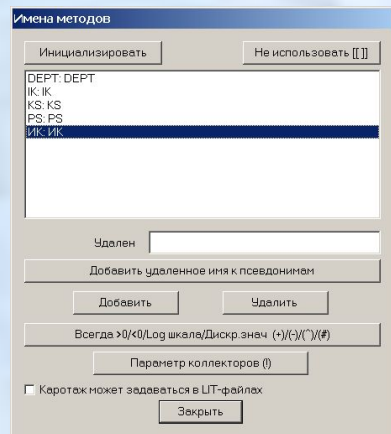 Имена методов
Инициализировать Не использовать [[ ]]
DEPT: DEPT
IK: IK
KS: KS
PS: PS
ИК: ИК
Удален
Добавить удаленное имя к псевдонимам
Добавить Удалить
Всегда >0/<0/Log шкала/Дискр.знач (+)/(-)/(^)/(#)
Параметр коллекторов (!)
Каротаж может задаваться в LIT-файлах
Закрыть